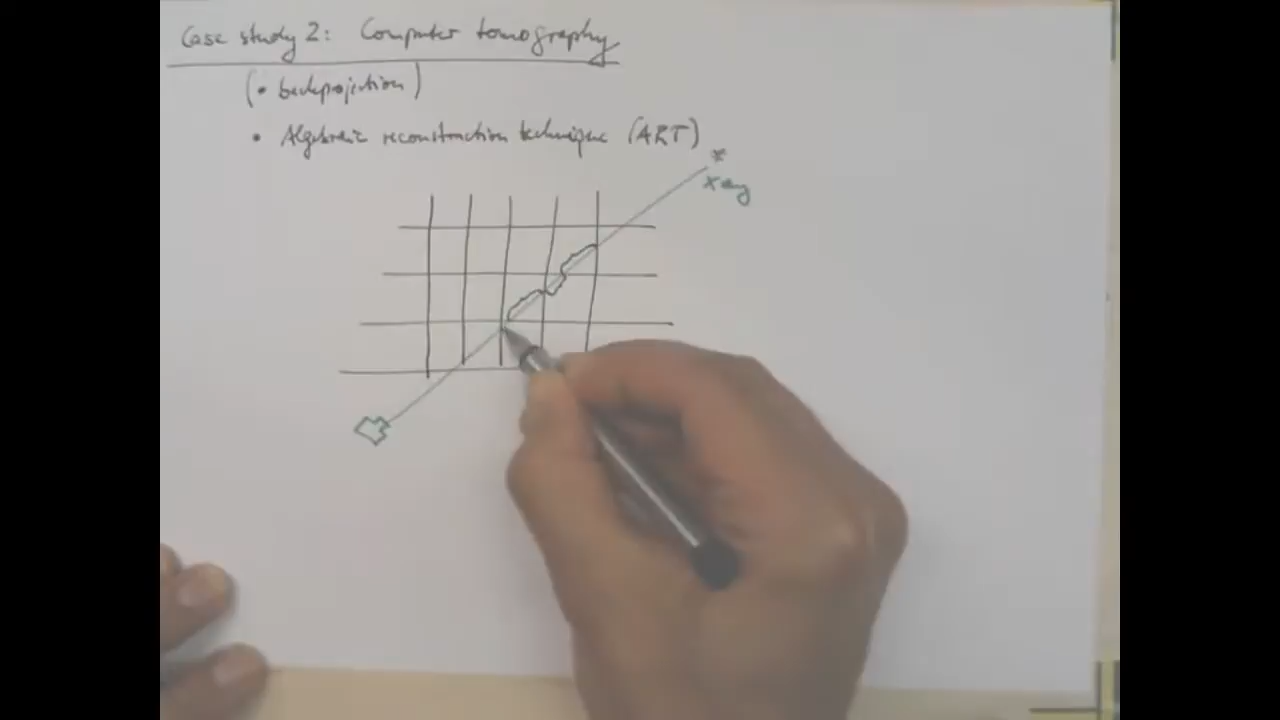 Case study 2: Computer tomography
(• backprojection)
• Algebraic reconstruction technique (ART)
x-ray